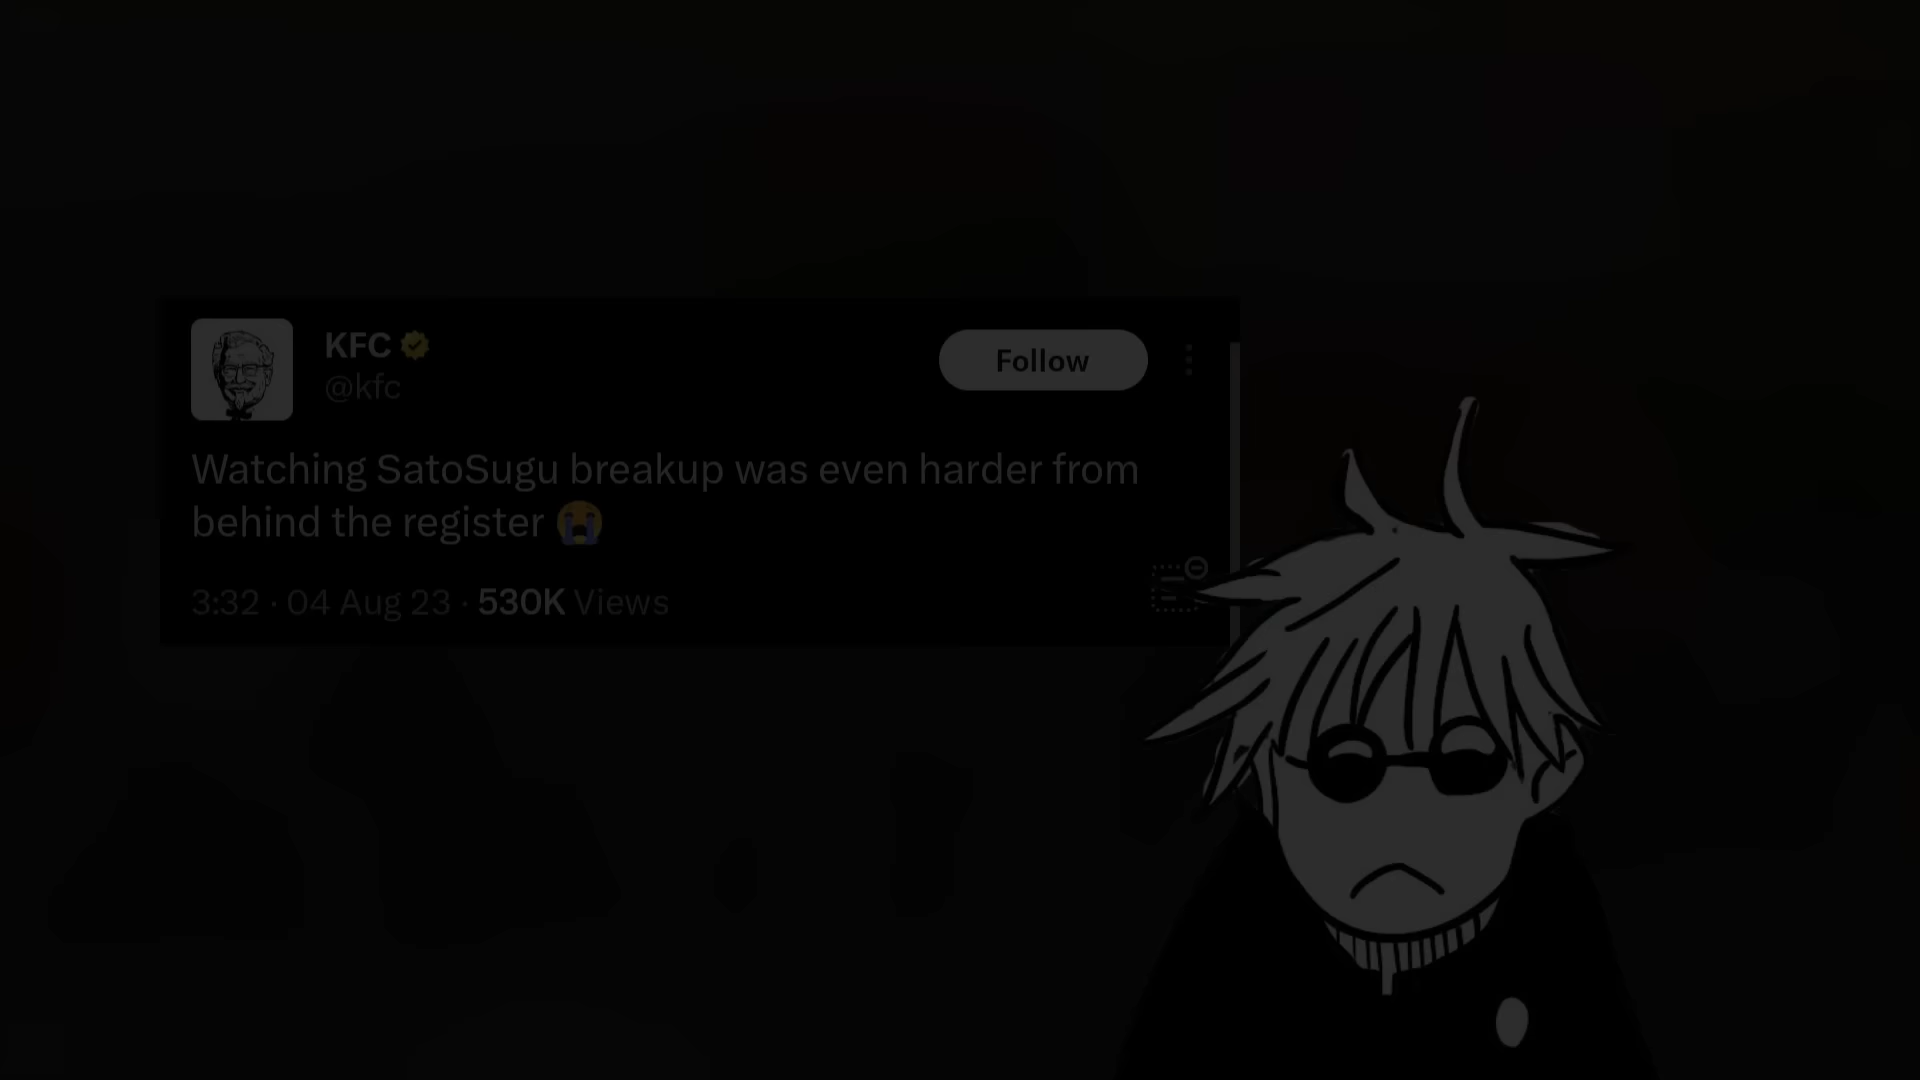 KFC
@kfc
Follow
Watching SatoSugu breakup was even harder from
behind the register 😭
3:32 · 04 Aug 23 · 530K Views